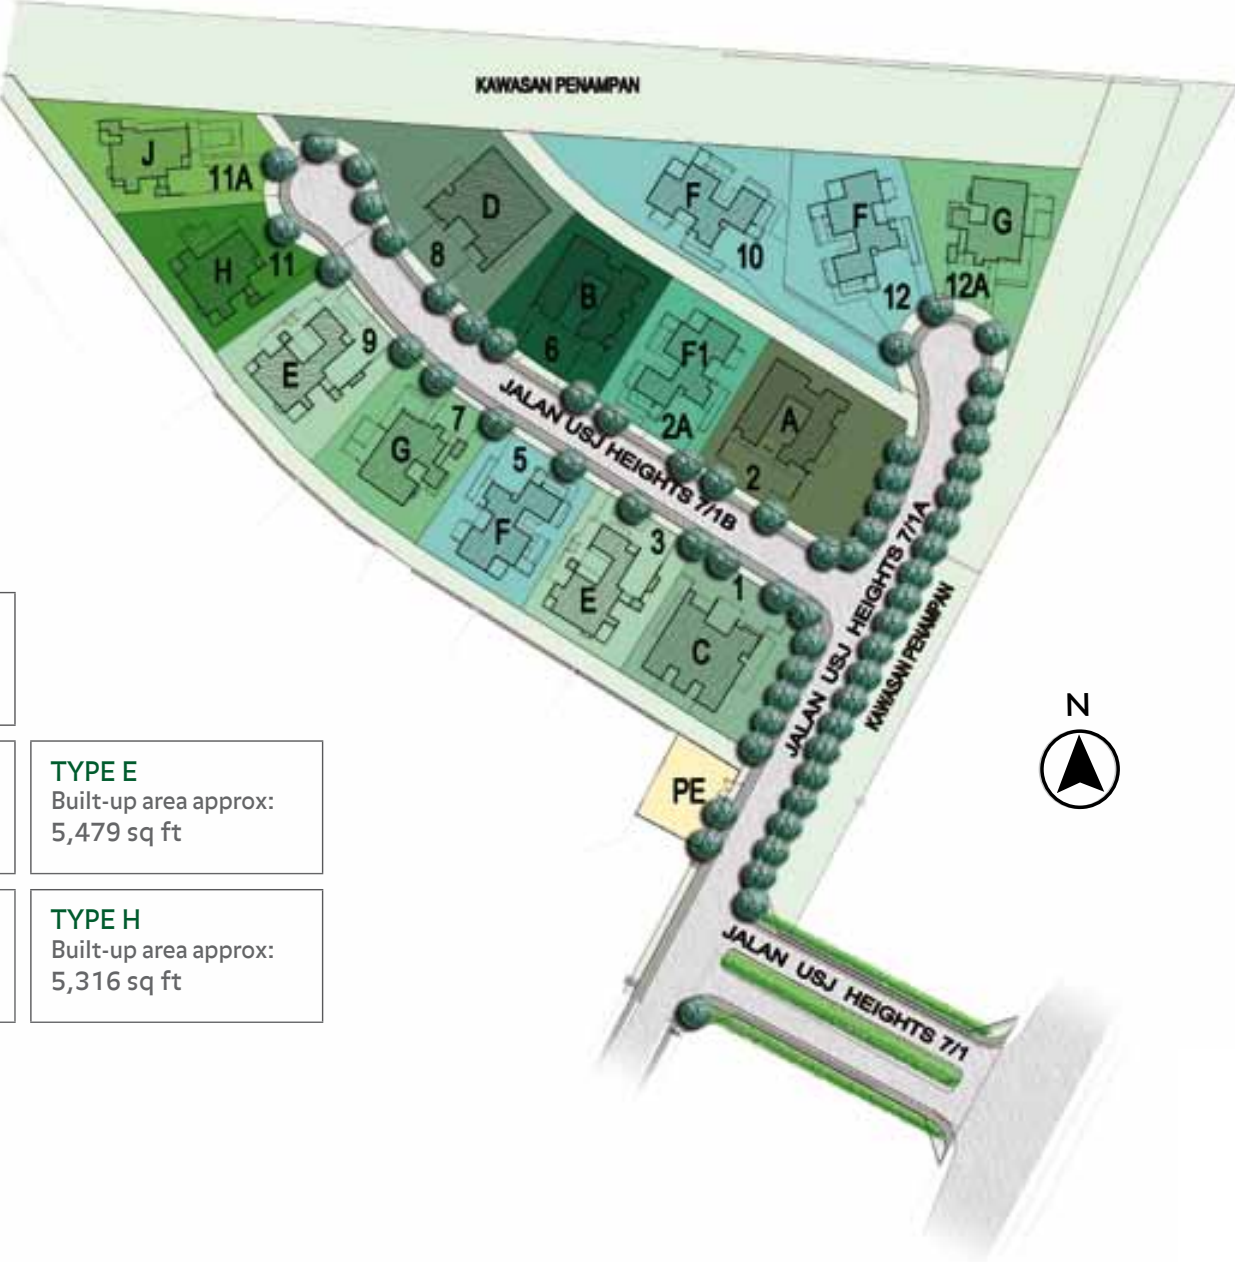 KAWASAN PENAMPAN
J
11A
H
11
D
8
F
10
F
12
G
12A
B
6
F1
2A
A
2
E
9
G
7
F
5
E
3
C
1
JALAN USJ HEIGHTS 7/1B
JALAN USJ HEIGHTS 7/1A
KAWASAN PENAMPAN
PE
N
JALAN USJ HEIGHTS 7/1
TYPE E
Built-up area approx:
5,479 sq ft
TYPE H
Built-up area approx:
5,316 sq ft